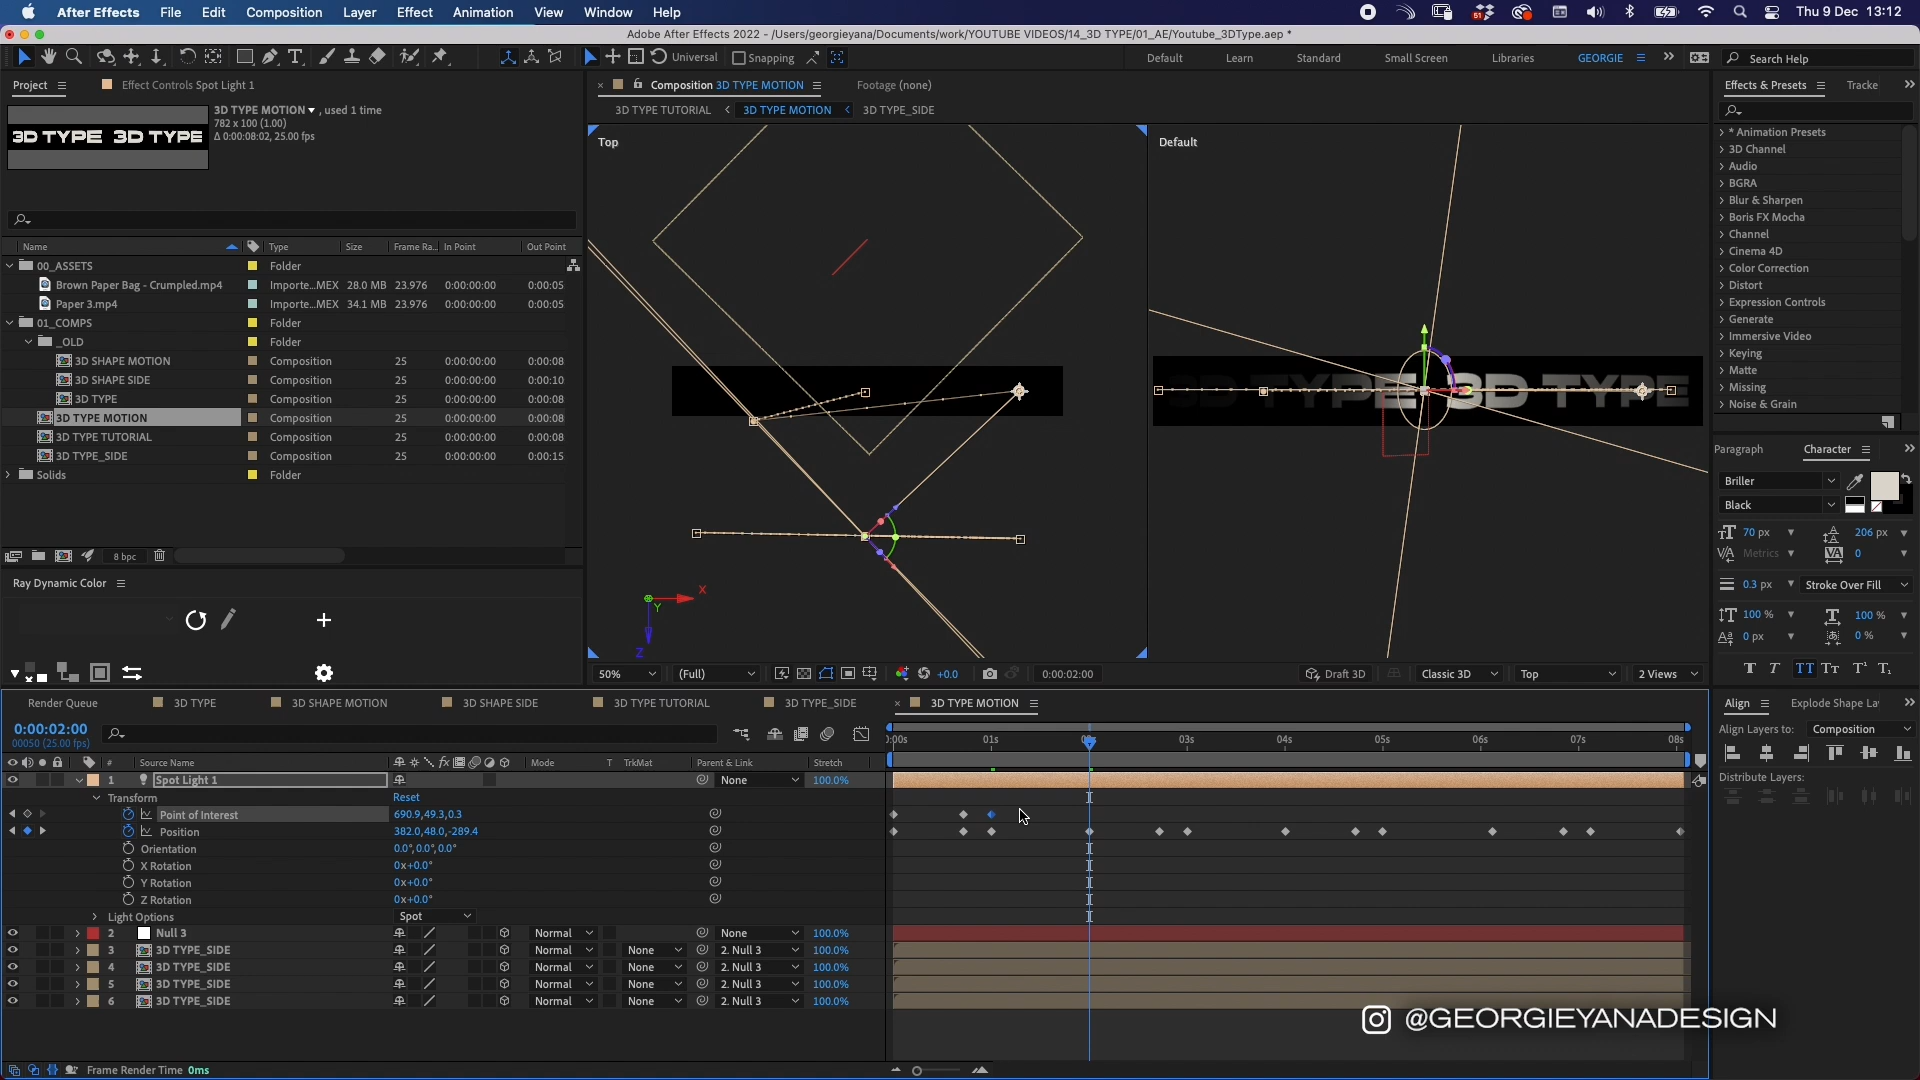 After Effects File Edit Composition Layer Effect Animation View Window Help
51 Thu 9 Dec 13:12
Adobe After Effects 2022 - /Users/georgieyana/Documents/work/YOUTUBE VIDEOS/14_3D TYPE/01_AE/Youtube_3DType.aep *
Universal Snapping Default Learn Standard Small Screen Libraries GEORGIE Search Help
Project Effect Controls Spot Light 1
3D TYPE MOTION , used 1 time
782 x 100 (1.00)
Δ 0:00:08:02, 25.00 fps
3D TYPE 3D TYPE
Name Type Size Frame Ra... In Point Out Point
00_ASSETS Folder
Brown Paper Bag - Crumpled.mp4 Importe...MEX 28.0 MB 23.976 0:00:00:00 0:00:05
Paper 3.mp4 Importe...MEX 34.1 MB 23.976 0:00:00:00 0:00:05
01_COMPS Folder
_OLD Folder
3D SHAPE MOTION Composition 25 0:00:00:00 0:00:08
3D SHAPE SIDE Composition 25 0:00:00:00 0:00:10
3D TYPE Composition 25 0:00:00:00 0:00:08
3D TYPE MOTION Composition 25 0:00:00:00 0:00:08
3D TYPE TUTORIAL Composition 25 0:00:00:00 0:00:08
3D TYPE_SIDE Composition 25 0:00:00:00 0:00:15
Solids Folder
8 bpc
Ray Dynamic Color
Composition 3D TYPE MOTION Footage (none)
3D TYPE TUTORIAL 3D TYPE MOTION 3D TYPE_SIDE
Top
X
Y
Z
Default
3D TYPE 3D TYPE
50% (Full) +0.0 0:00:02:00 Draft 3D Classic 3D Top 2 Views
Effects & Presets Tracke
* Animation Presets
3D Channel
Audio
BGRA
Blur & Sharpen
Boris FX Mocha
Channel
Cinema 4D
Color Correction
Distort
Expression Controls
Generate
Immersive Video
Keying
Matte
Missing
Noise & Grain
Paragraph Character
Briller
Black
70 px 206 px
Metrics 0
0.3 px Stroke Over Fill
100 % 100 %
0 px 0 %
T T TT Tr T¹ T₁
Align Explode Shape La
Align Layers to: Composition
Distribute Layers:
Render Queue 3D TYPE 3D SHAPE MOTION 3D SHAPE SIDE 3D TYPE TUTORIAL 3D TYPE_SIDE 3D TYPE MOTION
0:00:02:00
00050 (25.00 fps)
:00s 01s 03s 04s 05s 06s 07s 08s
# Source Name fx Mode T TrkMat Parent & Link Stretch
1 Spot Light 1 None 100.0%
Transform Reset
Point of Interest 690.9,49.3,0.3
Position 382.0,48.0,-289.4
Orientation 0.0°,0.0°,0.0°
X Rotation 0x+0.0°
Y Rotation 0x+0.0°
Z Rotation 0x+0.0°
Light Options Spot
2 Null 3 Normal None 100.0%
3 3D TYPE_SIDE Normal None 2. Null 3 100.0%
4 3D TYPE_SIDE Normal None 2. Null 3 100.0%
5 3D TYPE_SIDE Normal None 2. Null 3 100.0%
6 3D TYPE_SIDE Normal None 2. Null 3 100.0%
@GEORGIEYANADESIGN
Frame Render Time 0ms